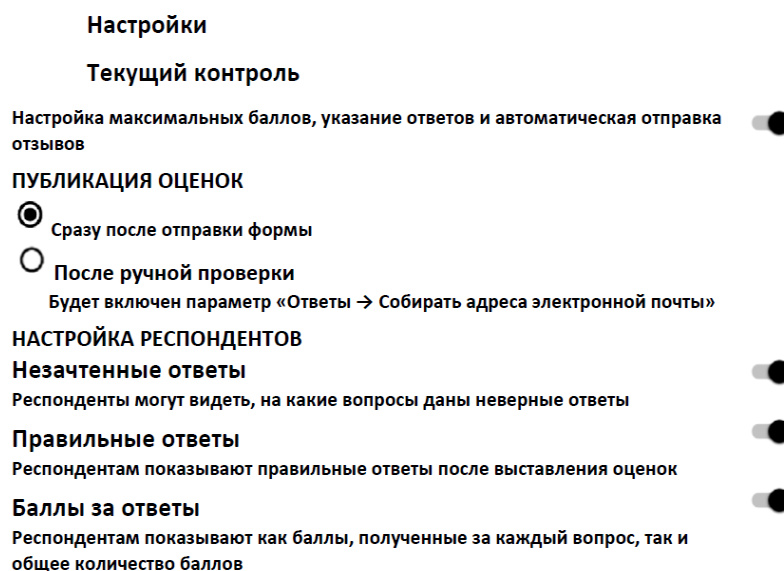 Настройки
Текущий контроль
Настройка максимальных баллов, указание ответов и автоматическая отправка
отзывов
ПУБЛИКАЦИЯ ОЦЕНОК
Сразу после отправки формы
После ручной проверки
Будет включен параметр «Ответы → Собирать адреса электронной почты»
НАСТРОЙКА РЕСПОНДЕНТОВ
Незачтенные ответы
Респонденты могут видеть, на какие вопросы даны неверные ответы
Правильные ответы
Респондентам показывают правильные ответы после выставления оценок
Баллы за ответы
Респондентам показывают как баллы, полученные за каждый вопрос, так и
общее количество баллов